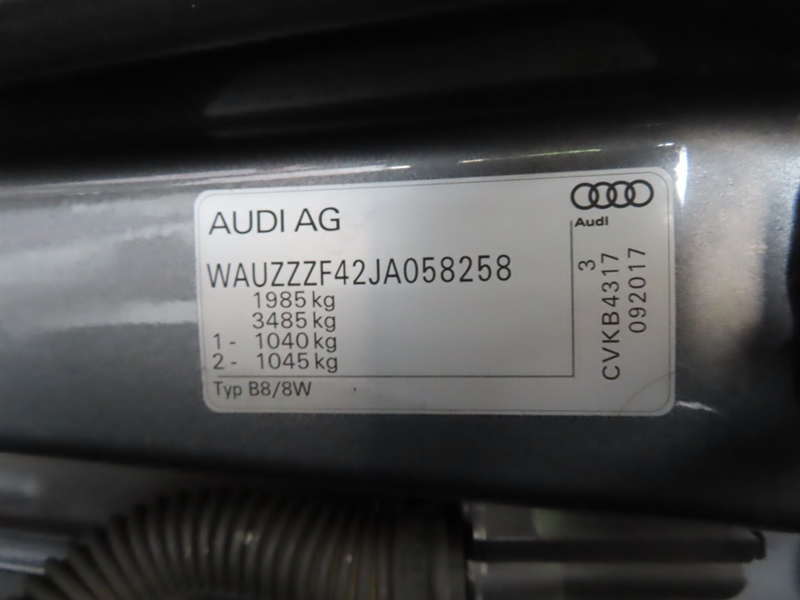 AUDI AG
Audi
WAUZZZF42JA058258
1985 kg
3485 kg
1 - 1040 kg
2 - 1045 kg
Typ B8/8W
3
CVKB4317
092017